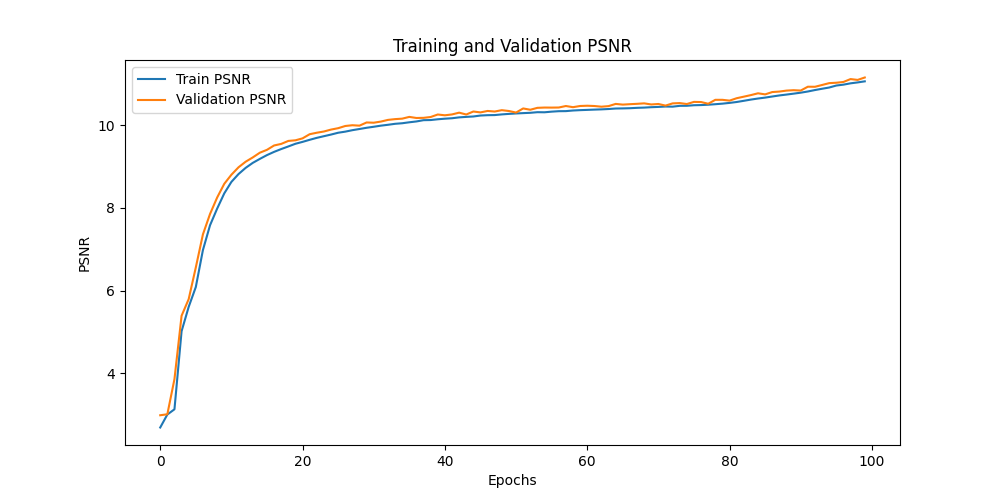 Training and Validation PSNR
Train PSNR
Validation PSNR
10
8
6
4
PSNR
0 20 40 60 80 100
Epochs